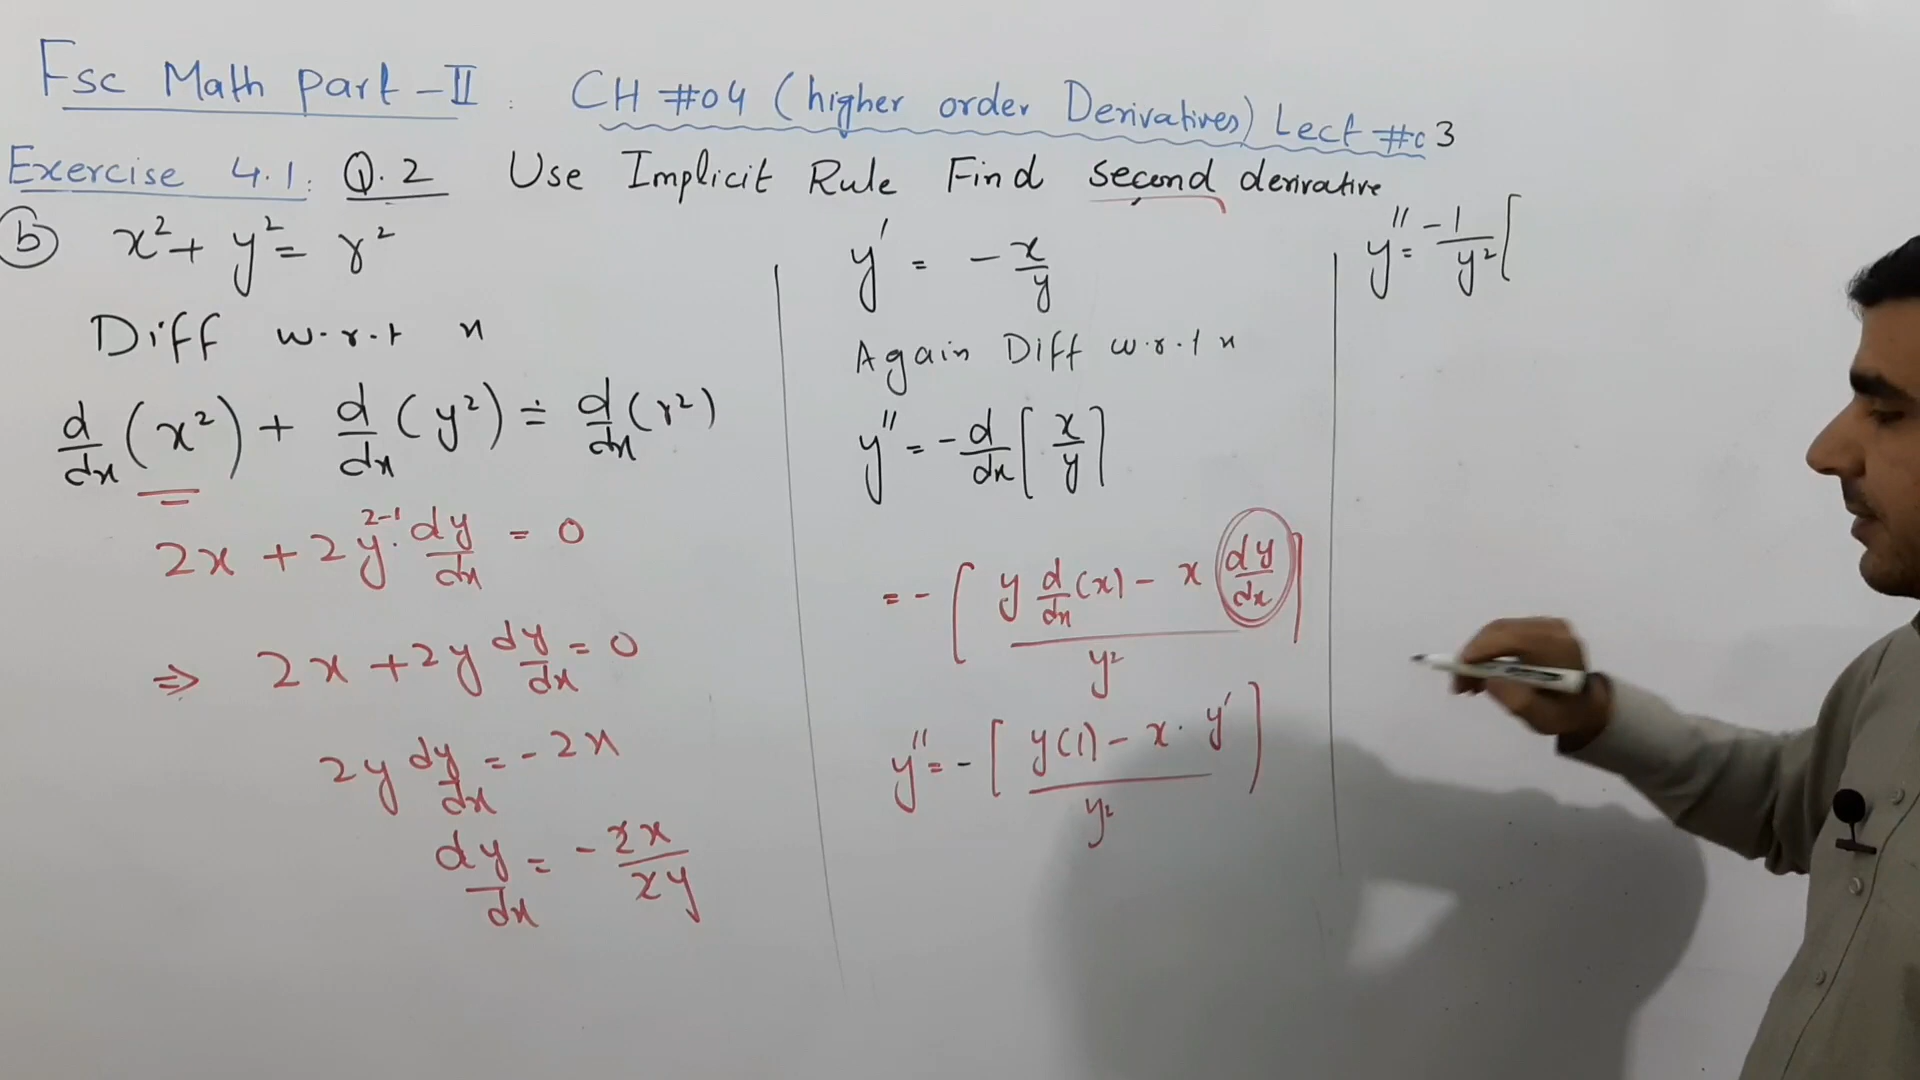 Fsc Math part-II : CH #04 (higher order Derivatives) Lect #03
Exercise 4.1: Q.2 Use Implicit Rule Find second derivative
(b) x² + y² = r²
Diff w.r.t x
d/dx (x²) + d/dx (y²) = d/dx (r²)
2x + 2y^(2-1) . dy/dx = 0
⇒ 2x + 2y dy/dx = 0
2y dy/dx = -2x
dy/dx = - 2x/2y
y' = - x/y
Again Diff w.r.t x
y'' = - d/dx [x/y]
= - [ (y d/dx (x) - x dy/dx) / y² ]
y'' = - [ (y(1) - x . y') / y² ]
y'' = -1/y² [